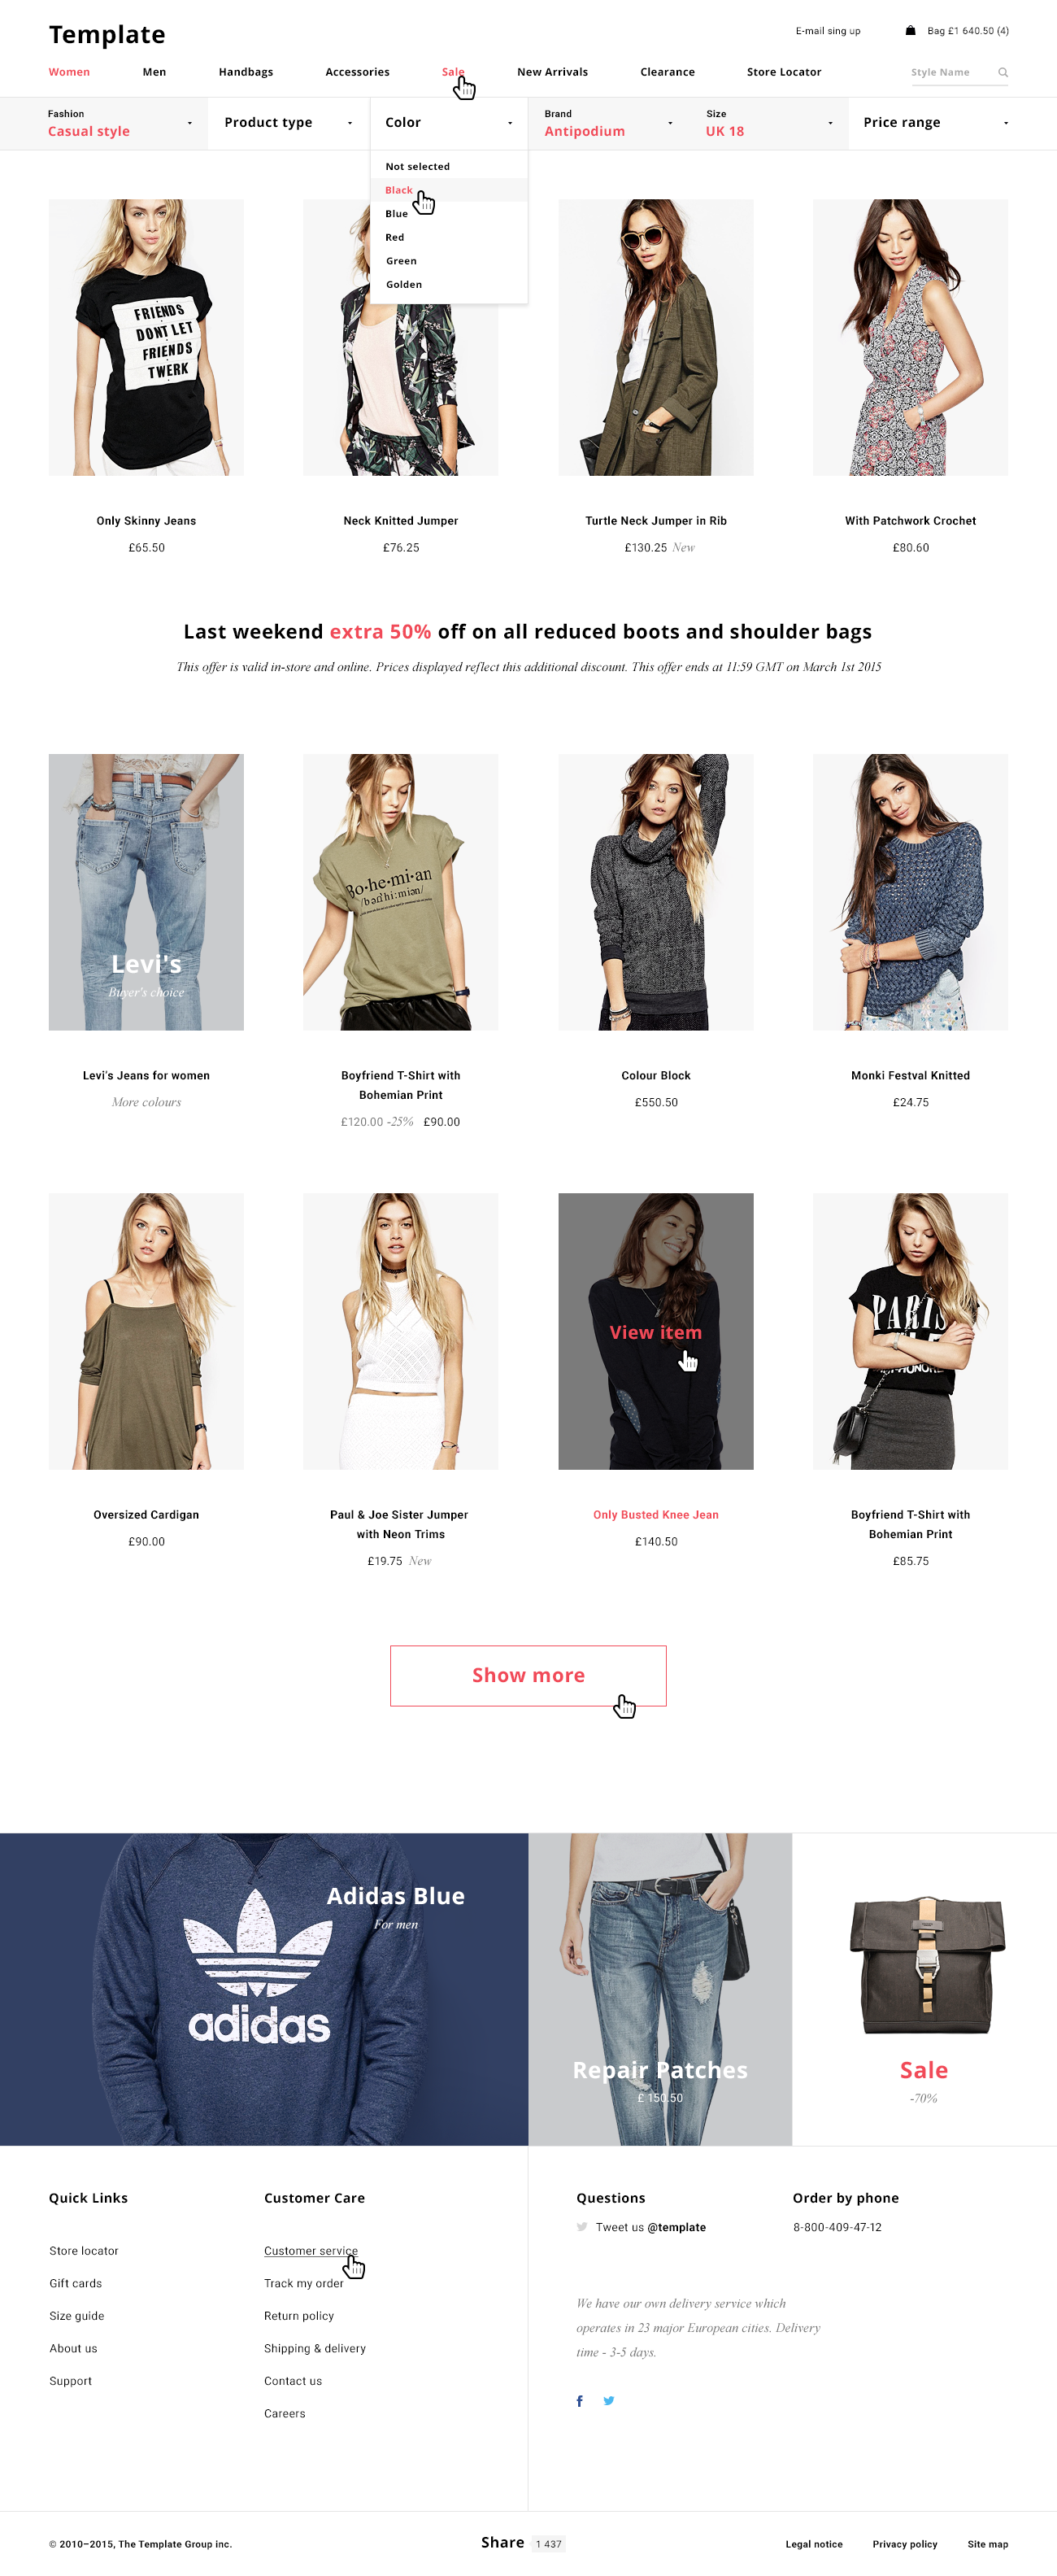 Template
E-mail sing up
Bag £1 640.50 (4)
Women Men Handbags Accessories Sale New Arrivals Clearance Store Locator Style Name
Fashion
Casual style
Product type
Color
Brand
Antipodium
Size
UK 18
Price range
Not selected
Black
Blue
Red
Green
Golden
FRIENDS
DONT LET
FRIENDS
TWERK
Only Skinny Jeans
£65.50
Neck Knitted Jumper
£76.25
Turtle Neck Jumper in Rib
£130.25 New
With Patchwork Crochet
£80.60
Last weekend extra 50% off on all reduced boots and shoulder bags
This offer is valid in-store and online. Prices displayed reflect this additional discount. This offer ends at 11:59 GMT on March 1st 2015
Levi's
Buyer's choice
Bo·he·mi·an
Levi's Jeans for women
More colours
Boyfriend T-Shirt with
Bohemian Print
£120.00 -25% £90.00
Colour Block
£550.50
Monki Festval Knitted
£24.75
View item
PARIS
Oversized Cardigan
£90.00
Paul & Joe Sister Jumper
with Neon Trims
£19.75 New
Only Busted Knee Jean
£140.50
Boyfriend T-Shirt with
Bohemian Print
£85.75
Show more
Adidas Blue
For men
adidas
Repair Patches
£ 150.50
Sale
-70%
Quick Links
Store locator
Gift cards
Size guide
About us
Support
Customer Care
Customer service
Track my order
Return policy
Shipping & delivery
Contact us
Careers
Questions
Tweet us @template
Order by phone
8-800-409-47-12
We have our own delivery service which
operates in 23 major European cities. Delivery
time - 3-5 days.
© 2010–2015, The Template Group inc.
Share 1 437
Legal notice Privacy policy Site map